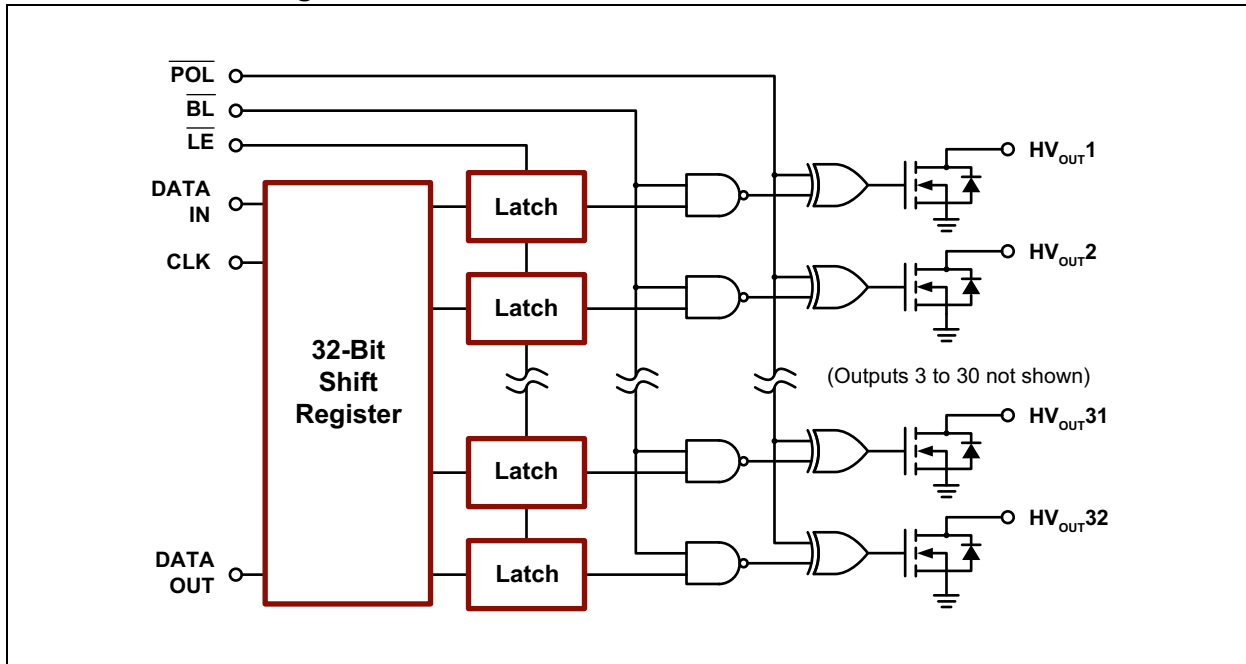 POL
BL
LE
DATA
IN
CLK
32-Bit
Shift
Register
DATA
OUT
Latch
Latch
Latch
Latch
HVOUT1
HVOUT2
(Outputs 3 to 30 not shown)
HVOUT31
HVOUT32